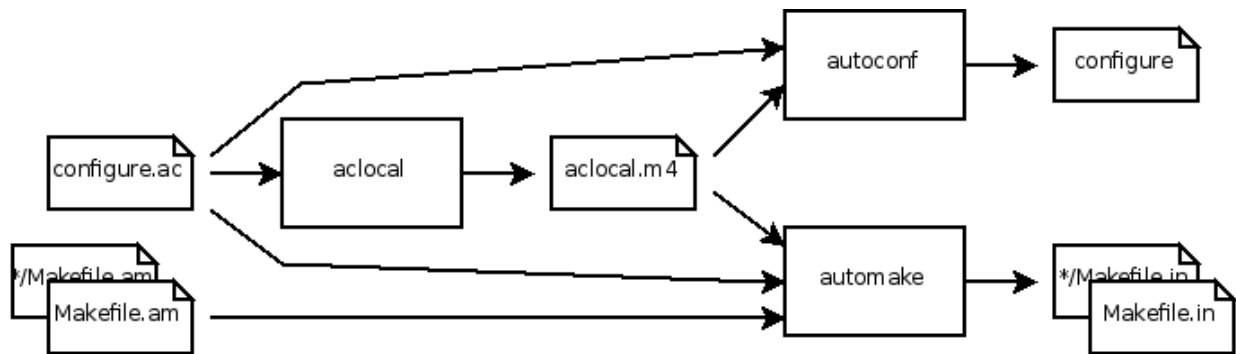 autoconf
configure
configure.ac
aclocal
aclocal.m4
*/Makefile.am
Makefile.am
automake
*/Makefile.in
Makefile.in